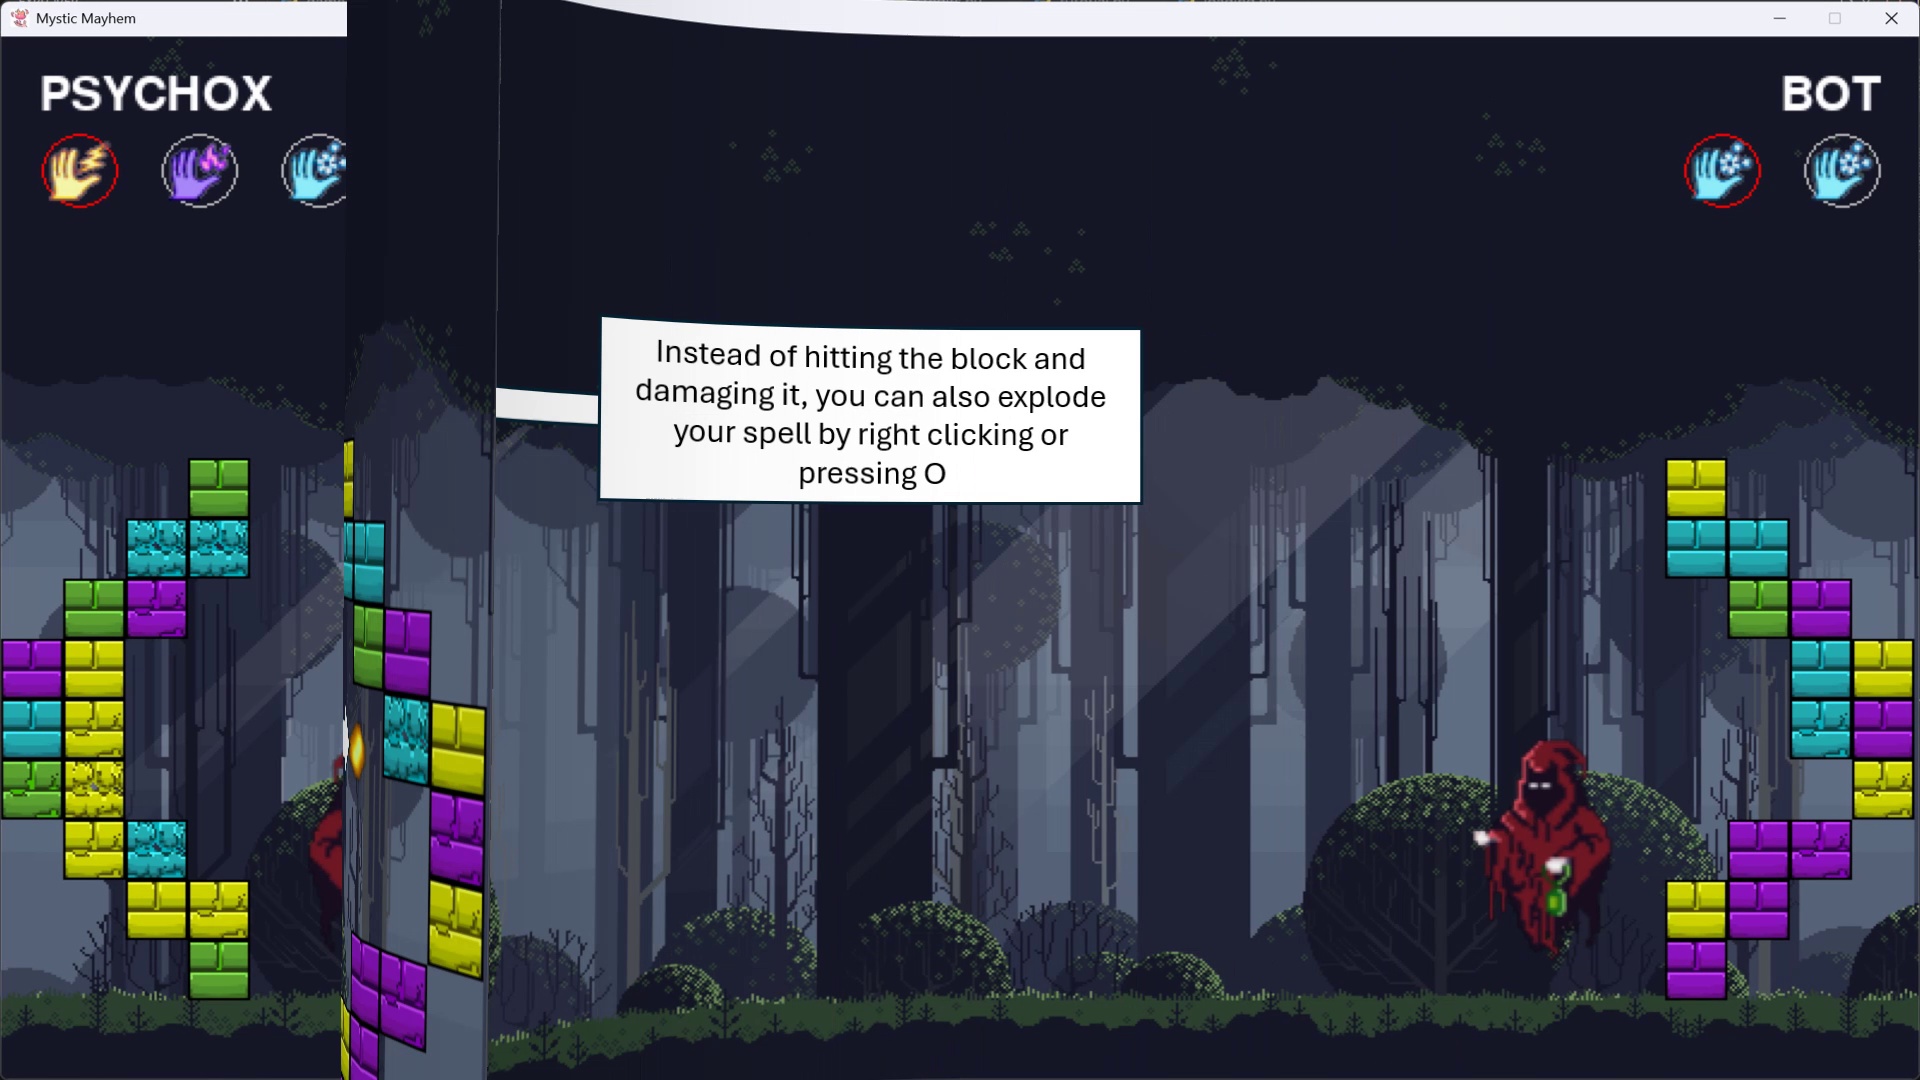 Mystic Mayhem
PSYCHOX
BOT
Instead of hitting the block and
damaging it, you can also explode
your spell by right clicking or
pressing O